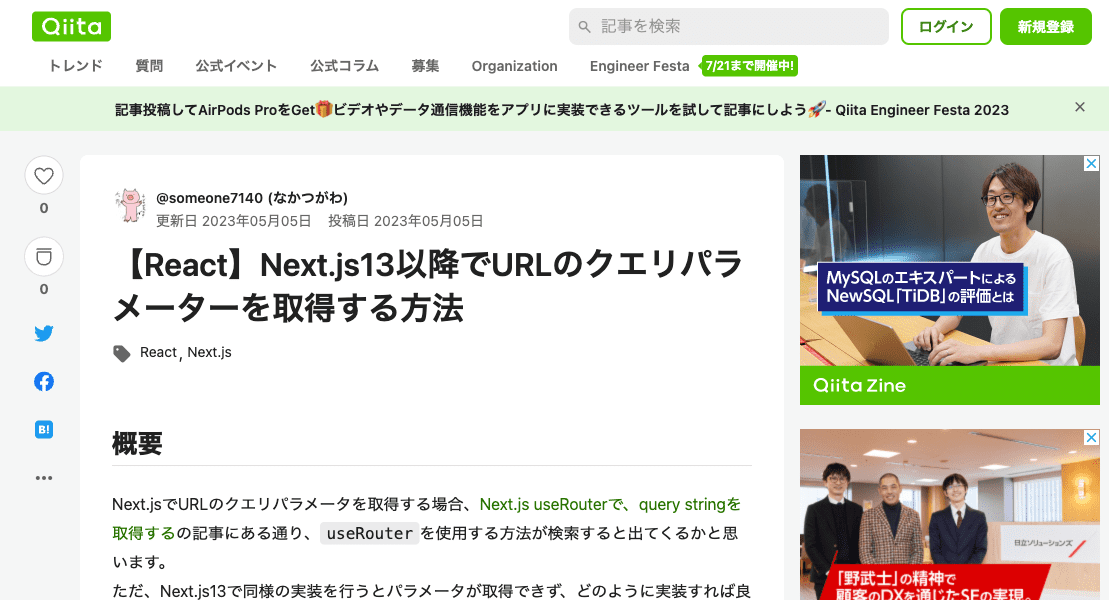 Qiita
記事を検索
ログイン
新規登録
トレンド
質問
公式イベント
公式コラム
募集
Organization
Engineer Festa
7/21まで開催中!
記事投稿してAirPods ProをGet🎁ビデオやデータ通信機能をアプリに実装できるツールを試して記事にしよう🚀- Qiita Engineer Festa 2023
0
0
B!
@someone7140 (なかつがわ)
更新日 2023年05月05日 投稿日 2023年05月05日
【React】Next.js13以降でURLのクエリパラ
メーターを取得する方法
React, Next.js
概要
Next.jsでURLのクエリパラメータを取得する場合、Next.js useRouterで、query stringを
取得するの記事にある通り、useRouterを使用する方法が検索すると出てくるかと思
います。
ただ、Next.js13で同様の実装を行うとパラメータが取得できず、どのように実装すれば良
MySQLのエキスパートによる
NewSQL「TiDB」の評価とは
Qiita Zine
日立ソリューションズ
「野武士」の精神で
顧客のDXを通じたSEの実現。